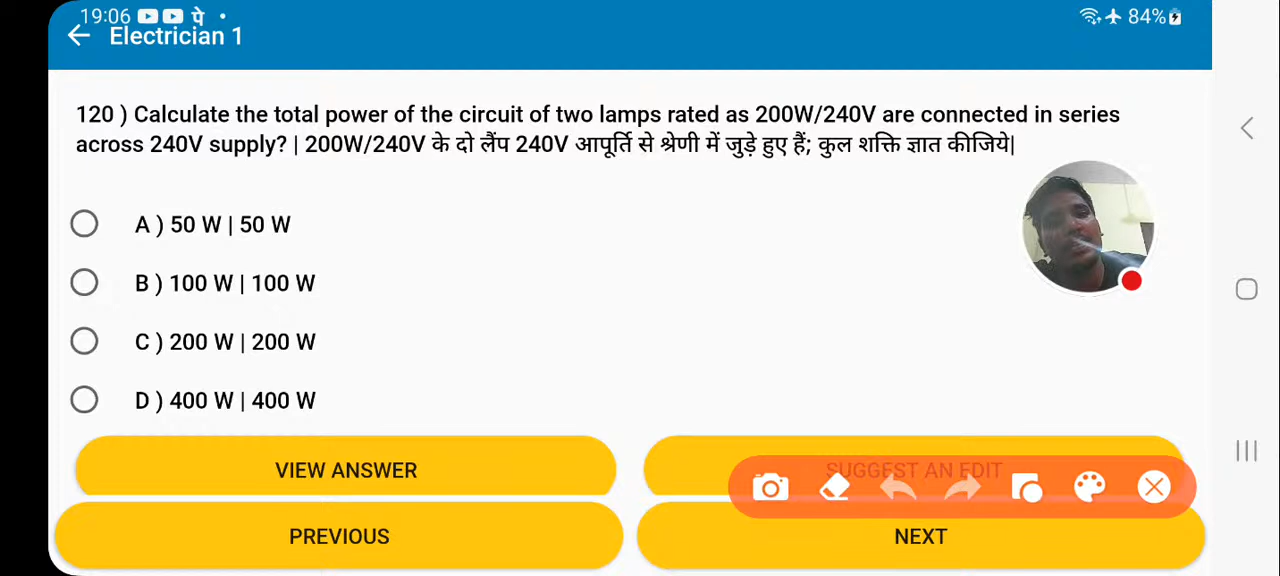 19:06 पे • 84%
Electrician 1
120 ) Calculate the total power of the circuit of two lamps rated as 200W/240V are connected in series
across 240V supply? | 200W/240V के दो लैंप 240V आपूर्ति से श्रेणी में जुड़े हुए हैं; कुल शक्ति ज्ञात कीजिये|
A ) 50 W | 50 W
B ) 100 W | 100 W
C ) 200 W | 200 W
D ) 400 W | 400 W
VIEW ANSWER SUGGEST AN EDIT
PREVIOUS NEXT